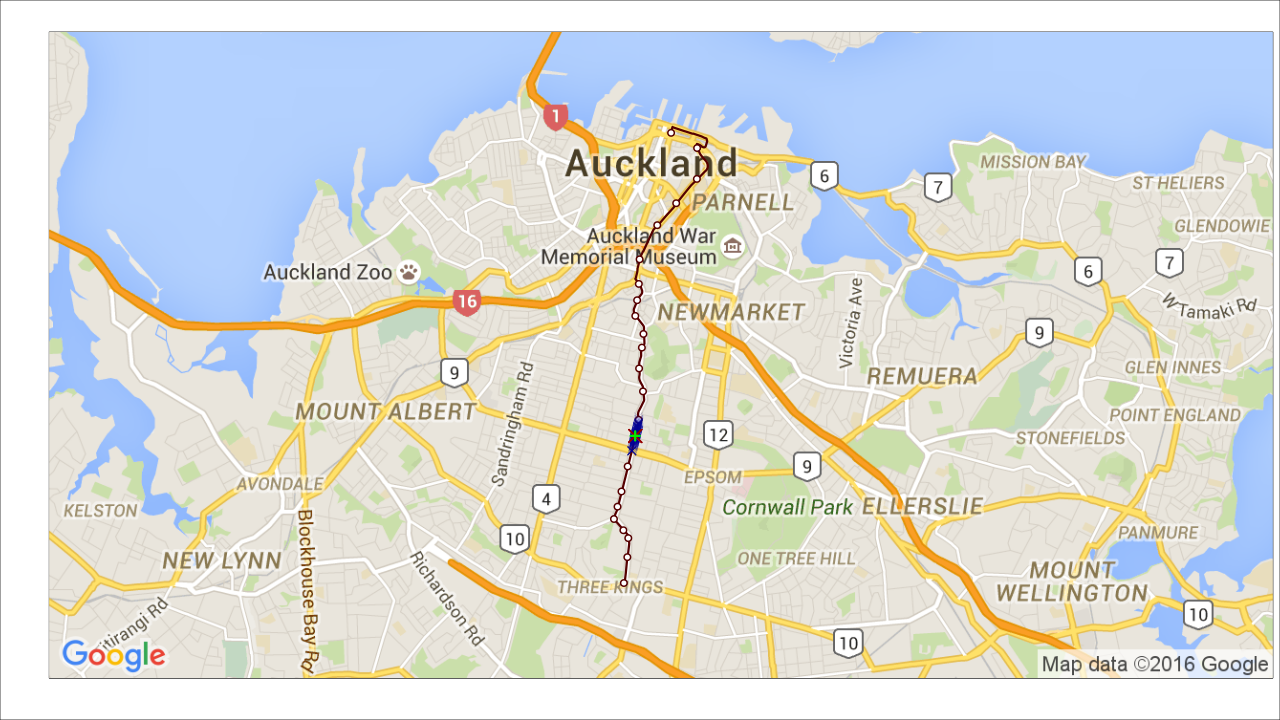 1
Auckland
MISSION BAY
6
7
ST HELIERS
PARNELL
GLENDOWIE
Auckland War
Memorial Museum
Auckland Zoo
6
7
16
W Tamaki Rd
NEWMARKET
Victoria Ave
9
9
Sandringham Rd
REMUERA
GLEN INNES
MOUNT ALBERT
POINT ENGLAND
12
STONEFIELDS
9
EPSOM
AVONDALE
4
KELSTON
Cornwall Park
ELLERSLIE
Blockhouse Bay Rd
10
PANMURE
NEW LYNN
Richardson Rd
ONE TREE HILL
MOUNT
WELLINGTON
THREE KINGS
10
10
Google
Map data ©2016 Google